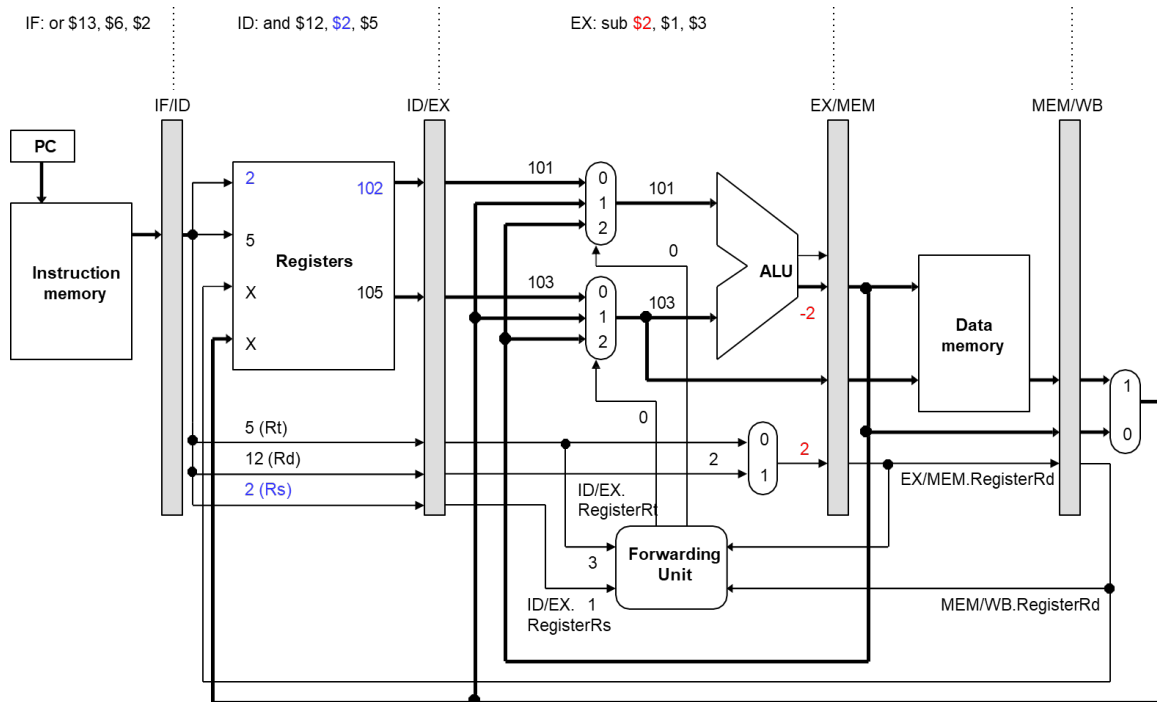 IF: or $13, $6, $2
ID: and $12, $2, $5
EX: sub $2, $1, $3
IF/ID
ID/EX
EX/MEM
MEM/WB
PC
Instruction
memory
2
5
X
X
Registers
102
105
101
103
0
1
2
0
1
2
101
103
0
0
ALU
-2
Data
memory
1
0
5 (Rt)
12 (Rd)
2 (Rs)
2
0
1
2
ID/EX.
RegisterRt
3
ID/EX. 1
RegisterRs
Forwarding
Unit
EX/MEM.RegisterRd
MEM/WB.RegisterRd